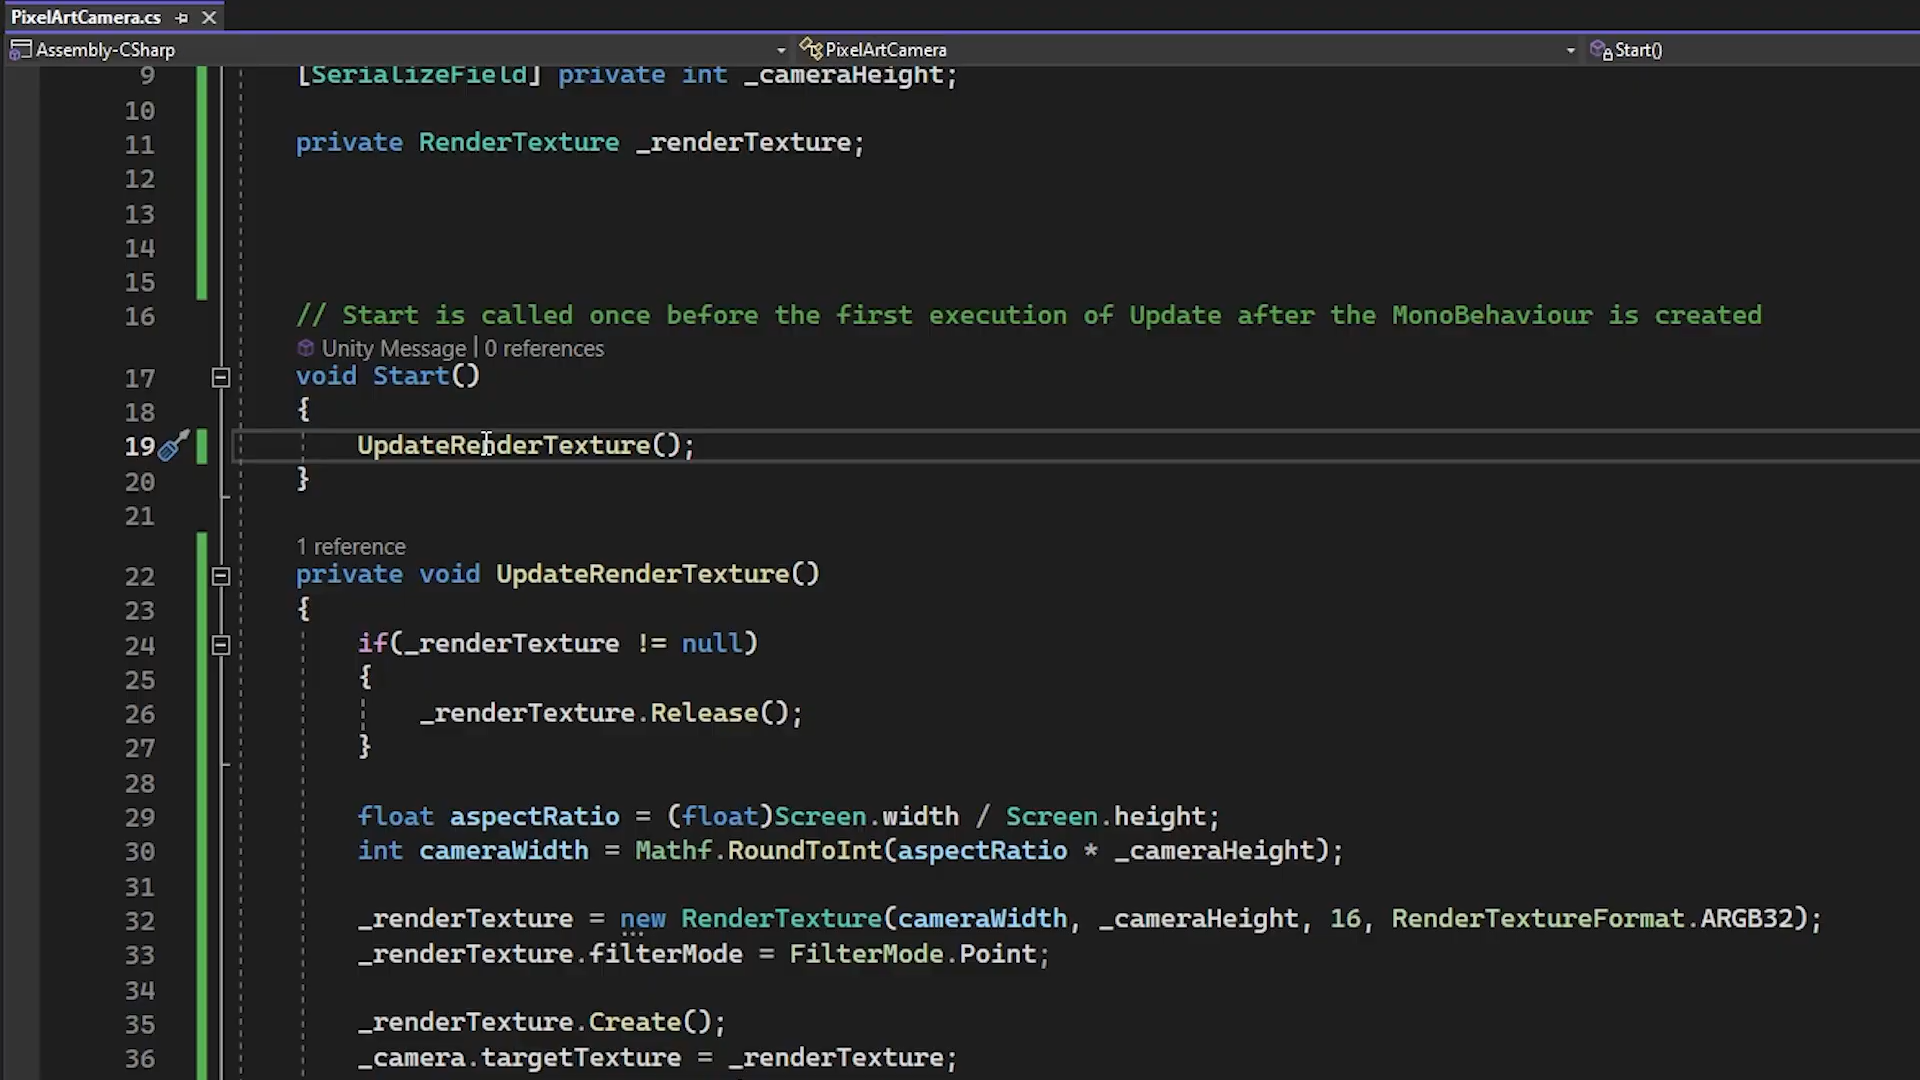 PixelArtCamera.cs
Assembly-CSharp PixelArtCamera Start()
9 [SerializeField] private int _cameraHeight;
10
11 private RenderTexture _renderTexture;
12
13
14
15
16 // Start is called once before the first execution of Update after the MonoBehaviour is created
Unity Message | 0 references
17 void Start()
18 {
19 UpdateRenderTexture();
20 }
21
1 reference
22 private void UpdateRenderTexture()
23 {
24 if(_renderTexture != null)
25 {
26 _renderTexture.Release();
27 }
28
29 float aspectRatio = (float)Screen.width / Screen.height;
30 int cameraWidth = Mathf.RoundToInt(aspectRatio * _cameraHeight);
31
32 _renderTexture = new RenderTexture(cameraWidth, _cameraHeight, 16, RenderTextureFormat.ARGB32);
33 _renderTexture.filterMode = FilterMode.Point;
34
35 _renderTexture.Create();
36 _camera.targetTexture = _renderTexture;